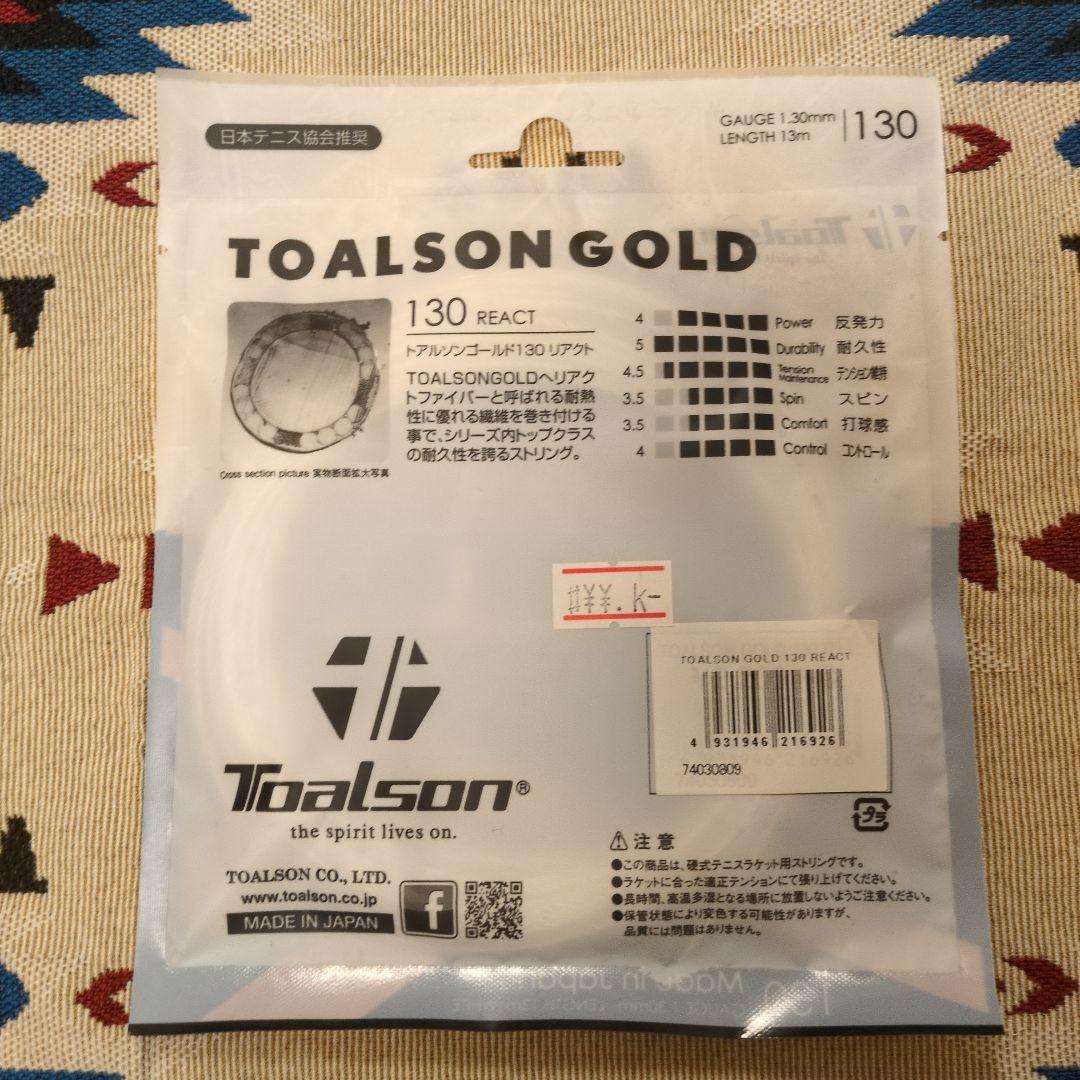 日本テニス協会推奨
GAUGE 1.30mm
LENGTH 13m
130
TOALSON GOLD
130 REACT
トアルソンゴールド130 リアクト
TOALSONGOLDへリアク
トファイバーと呼ばれる耐熱
性に優れる繊維を巻き付ける
事で、シリーズ内トップクラス
の耐久性を誇るストリング。
Cross section picture 実物断面拡大写真
4 Power 反発力
5 Durability 耐久性
4.5 Tension Maintenance テンション維持
3.5 Spin スピン
3.5 Comfort 打球感
4 Control コントロール
#¥¥.k-
TOALSON GOLD 130 REACT
4 931946 216926
74030809
プラ
Toalson®
the spirit lives on.
TOALSON CO., LTD.
www.toalson.co.jp
MADE IN JAPAN
f
注意
●この商品は、硬式テニスラケット用ストリングです。
●ラケットに合った適正テンションにて張り上げてください。
●長時間、高温多湿となる場所に放置しないようご注意ください。
●保管状態により変色する可能性がありますが、
品質には問題はありません。
Made in Japan
130